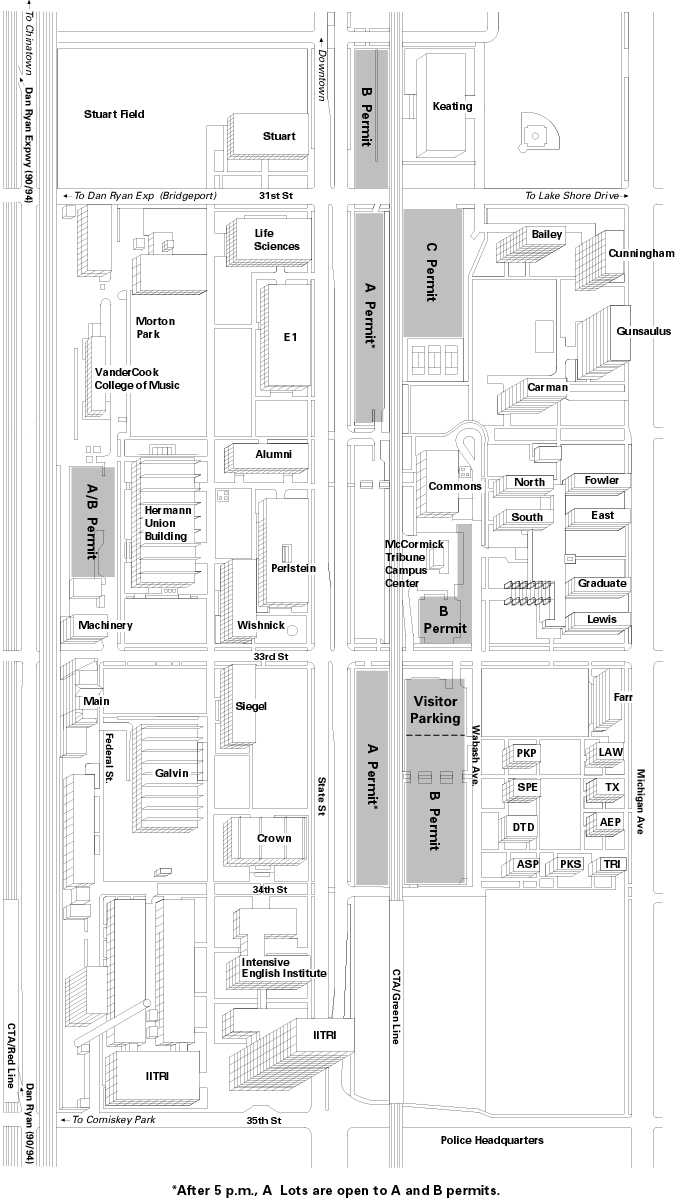 To Chinatown
Dan Ryan Expwy (90/94)
Downtown
Stuart Field
Stuart
B Permit
Keating
To Dan Ryan Exp (Bridgeport)
31st St
To Lake Shore Drive
Life
Sciences
C Permit
Bailey
Cunningham
Morton
Park
E1
A Permit*
Gunsaulus
VanderCook
College of Music
Carman
Alumni
Commons
North
Fowler
A/B Permit
Hermann
Union
Building
South
East
Perlstein
McCormick
Tribune
Campus
Center
Graduate
Machinery
Wishnick
B
Permit
Lewis
33rd St
Main
Siegel
Visitor
Parking
Farr
Federal St.
Galvin
State St
A Permit*
Wabash Ave.
PKP
LAW
Michigan Ave
SPE
TX
B Permit
DTD
AEP
Crown
ASP
PKS
TRI
34th St
Intensive
English Institute
CTA/Green Line
CTA/Red Line
IITRI
IITRI
Dan Ryan (90/94)
To Comiskey Park
35th St
Police Headquarters
*After 5 p.m., A Lots are open to A and B permits.